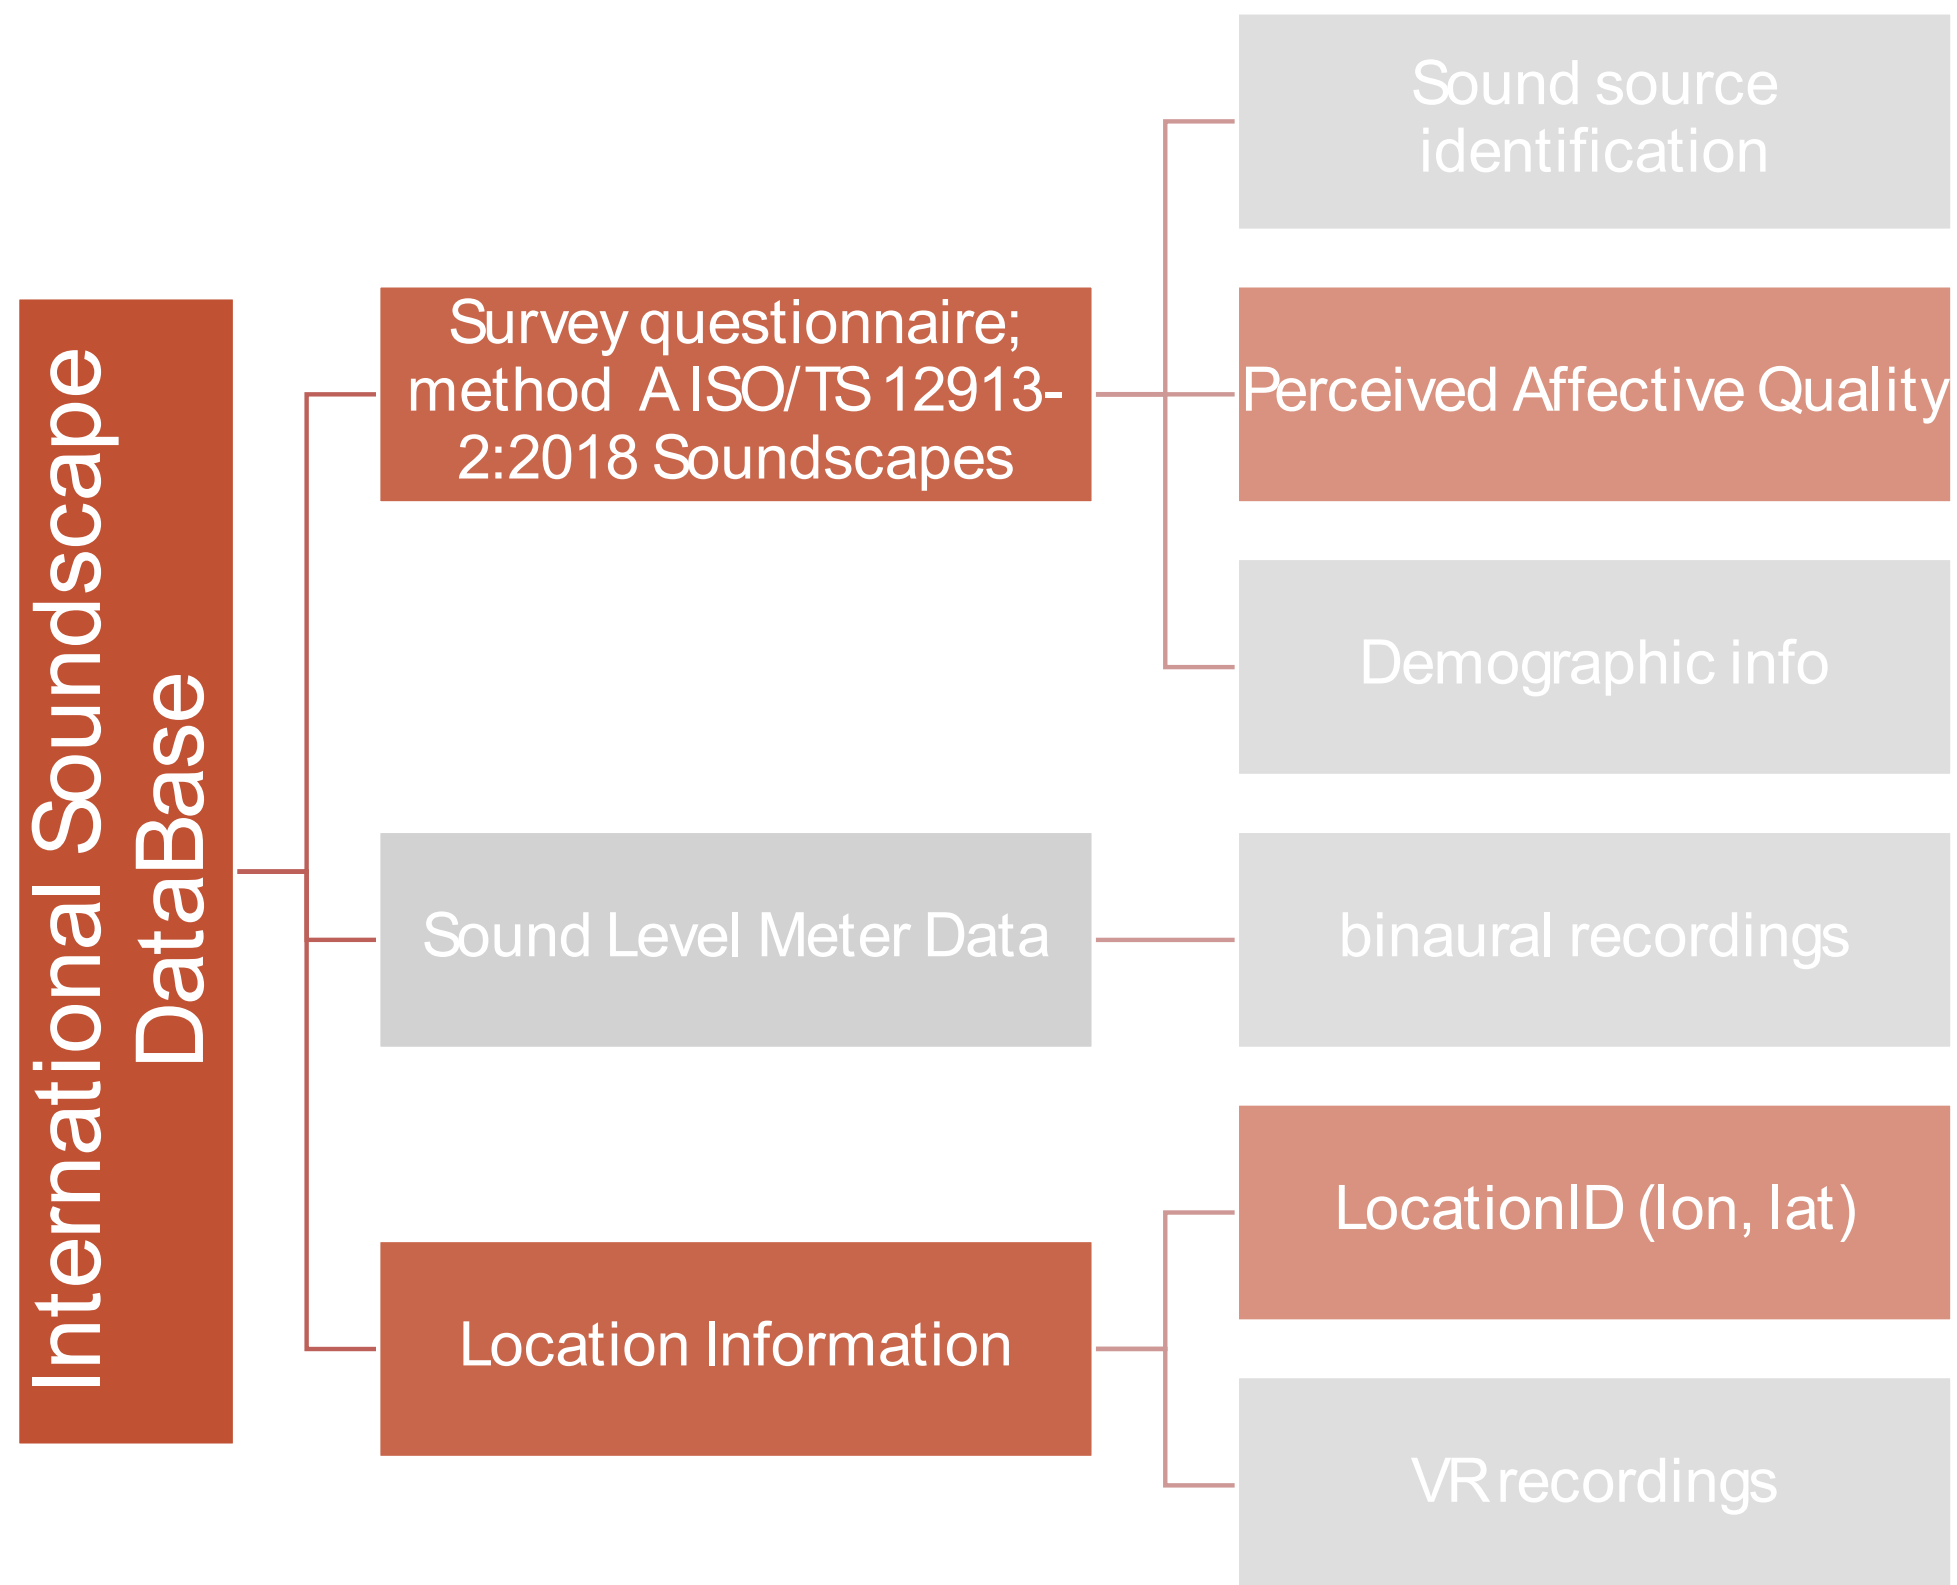 International Soundscape
DataBase
Survey questionnaire;
method A ISO/TS 12913-
2:2018 Soundscapes
Sound source
identification
Perceived Affective Quality
Demographic info
Sound Level Meter Data
binaural recordings
Location Information
LocationID (lon, lat)
VR recordings